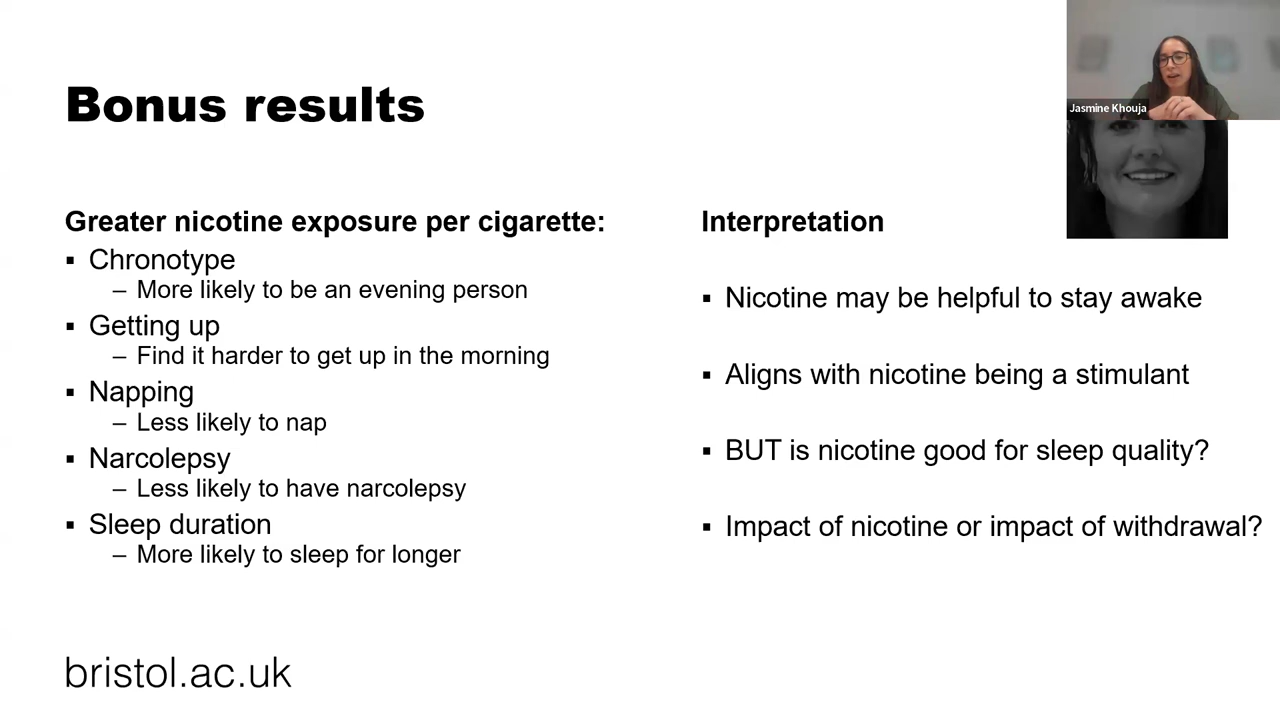 Bonus results
Jasmine Khouja
Greater nicotine exposure per cigarette:
▪ Chronotype
– More likely to be an evening person
▪ Getting up
– Find it harder to get up in the morning
▪ Napping
– Less likely to nap
▪ Narcolepsy
– Less likely to have narcolepsy
▪ Sleep duration
– More likely to sleep for longer
Interpretation
▪ Nicotine may be helpful to stay awake
▪ Aligns with nicotine being a stimulant
▪ BUT is nicotine good for sleep quality?
▪ Impact of nicotine or impact of withdrawal?
bristol.ac.uk